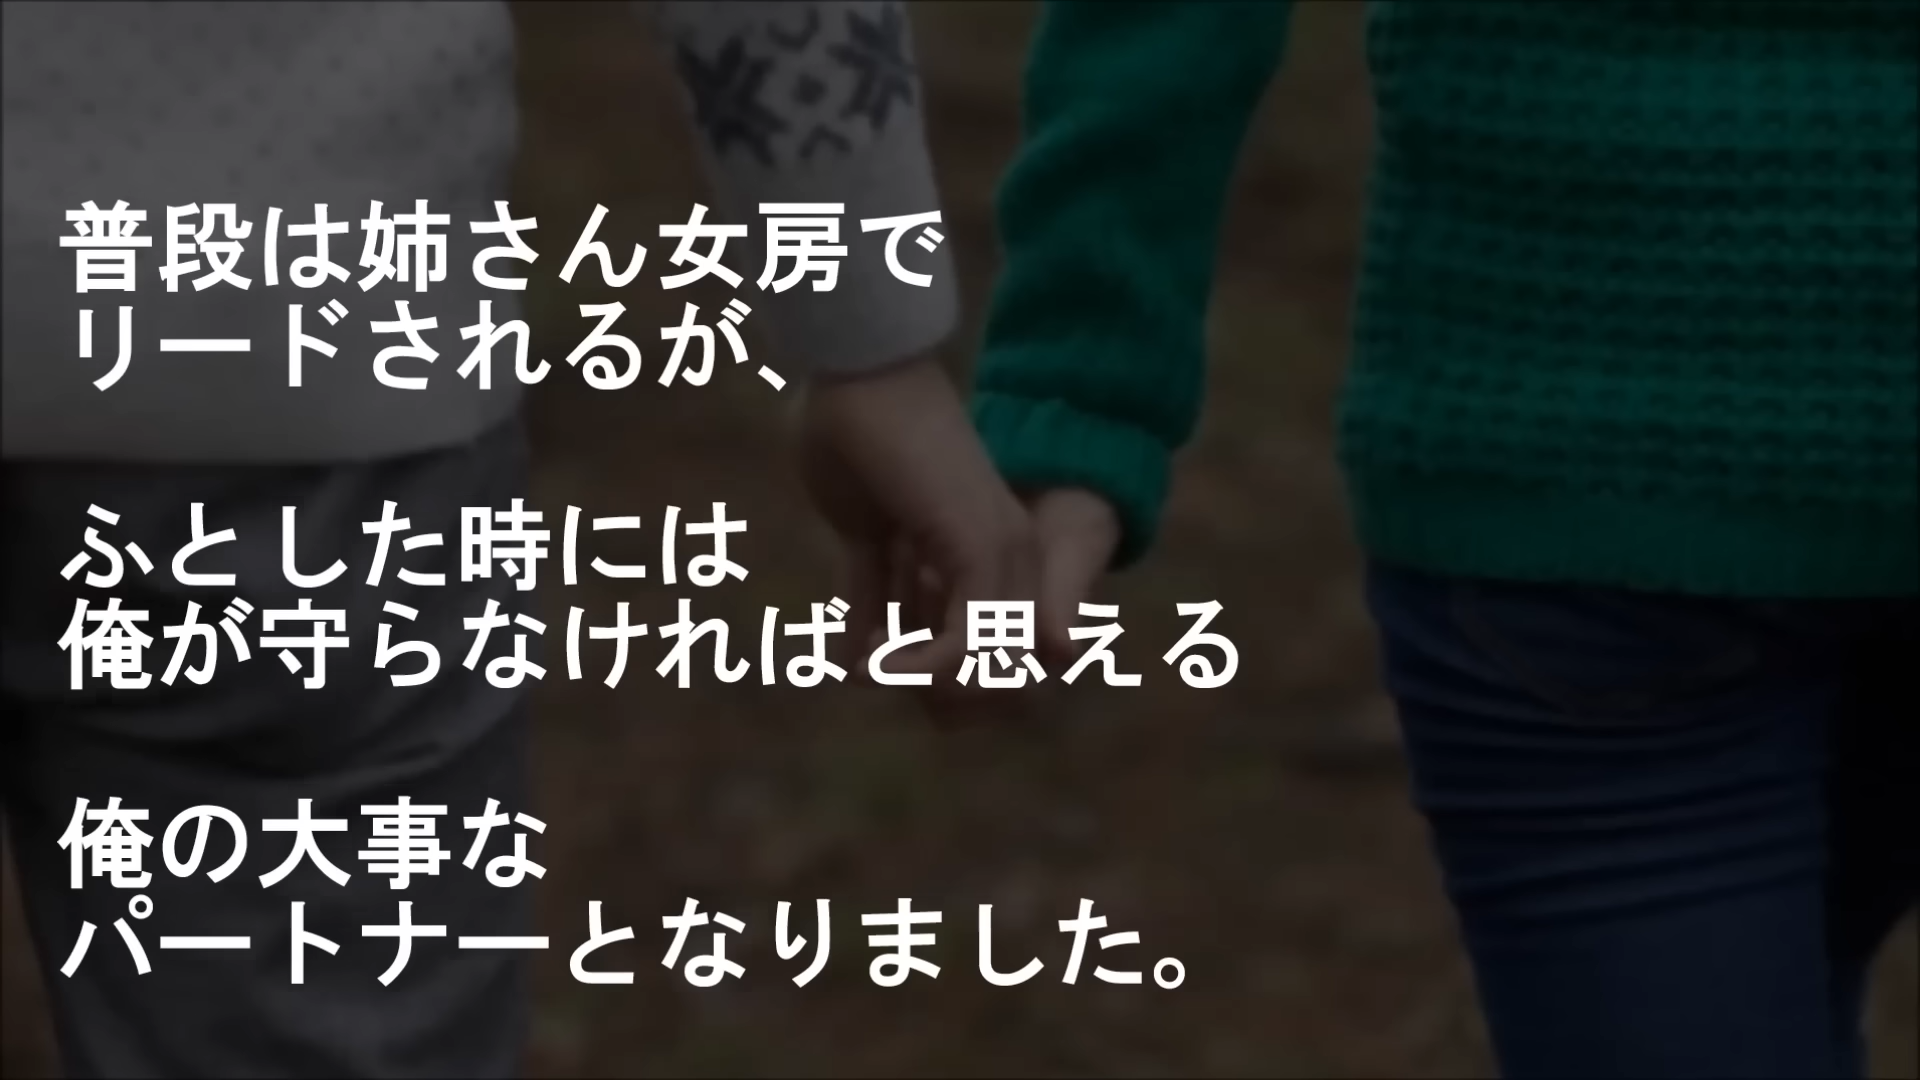 普段は姉さん女房で
リードされるが、
ふとした時には
俺が守らなければと思える
俺の大事な
パートナーとなりました。